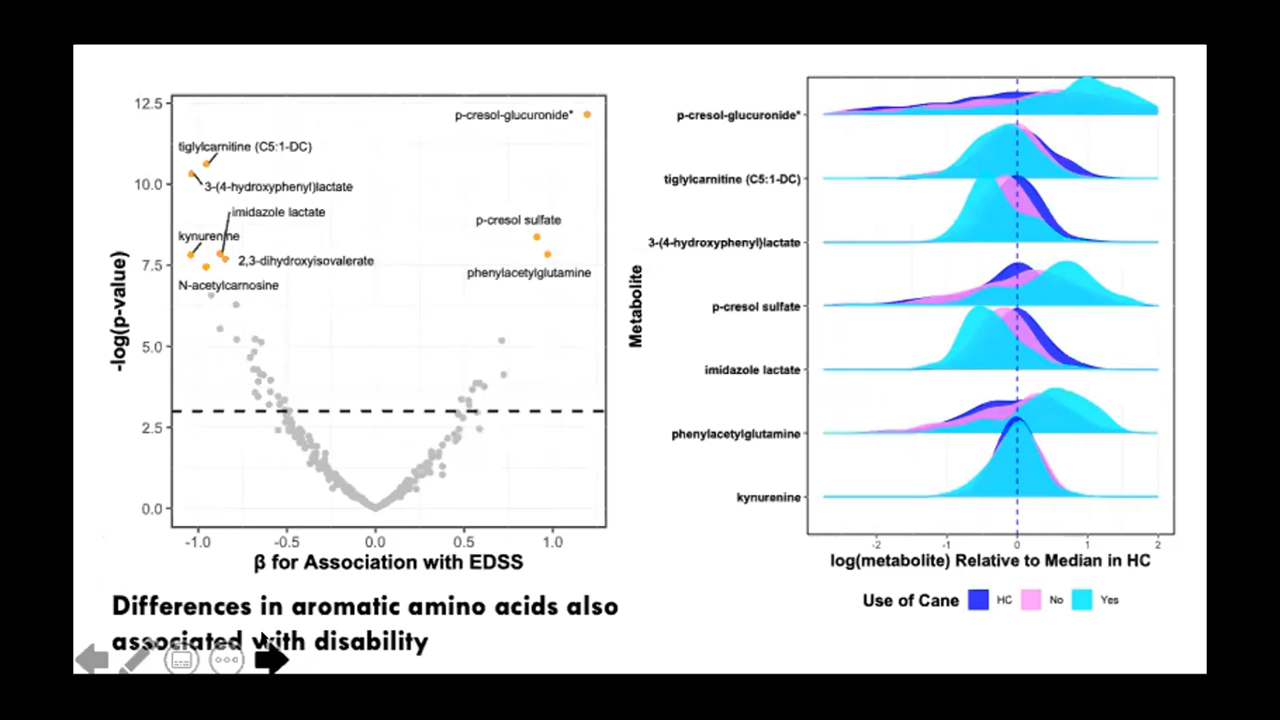 12.5
10.0
7.5
5.0
2.5
0.0
-log(p-value)
p-cresol-glucuronide*
tiglylcarnitine (C5:1-DC)
3-(4-hydroxyphenyl)lactate
imidazole lactate
kynurenine
2,3-dihydroxyisovalerate
N-acetylcarnosine
p-cresol sulfate
phenylacetylglutamine
-1.0 -0.5 0.0 0.5 1.0
β for Association with EDSS
Metabolite
p-cresol-glucuronide*
tiglylcarnitine (C5:1-DC)
3-(4-hydroxyphenyl)lactate
p-cresol sulfate
imidazole lactate
phenylacetylglutamine
kynurenine
-2 -1 0 1 2
log(metabolite) Relative to Median in HC
Use of Cane HC No Yes
Differences in aromatic amino acids also
associated with disability